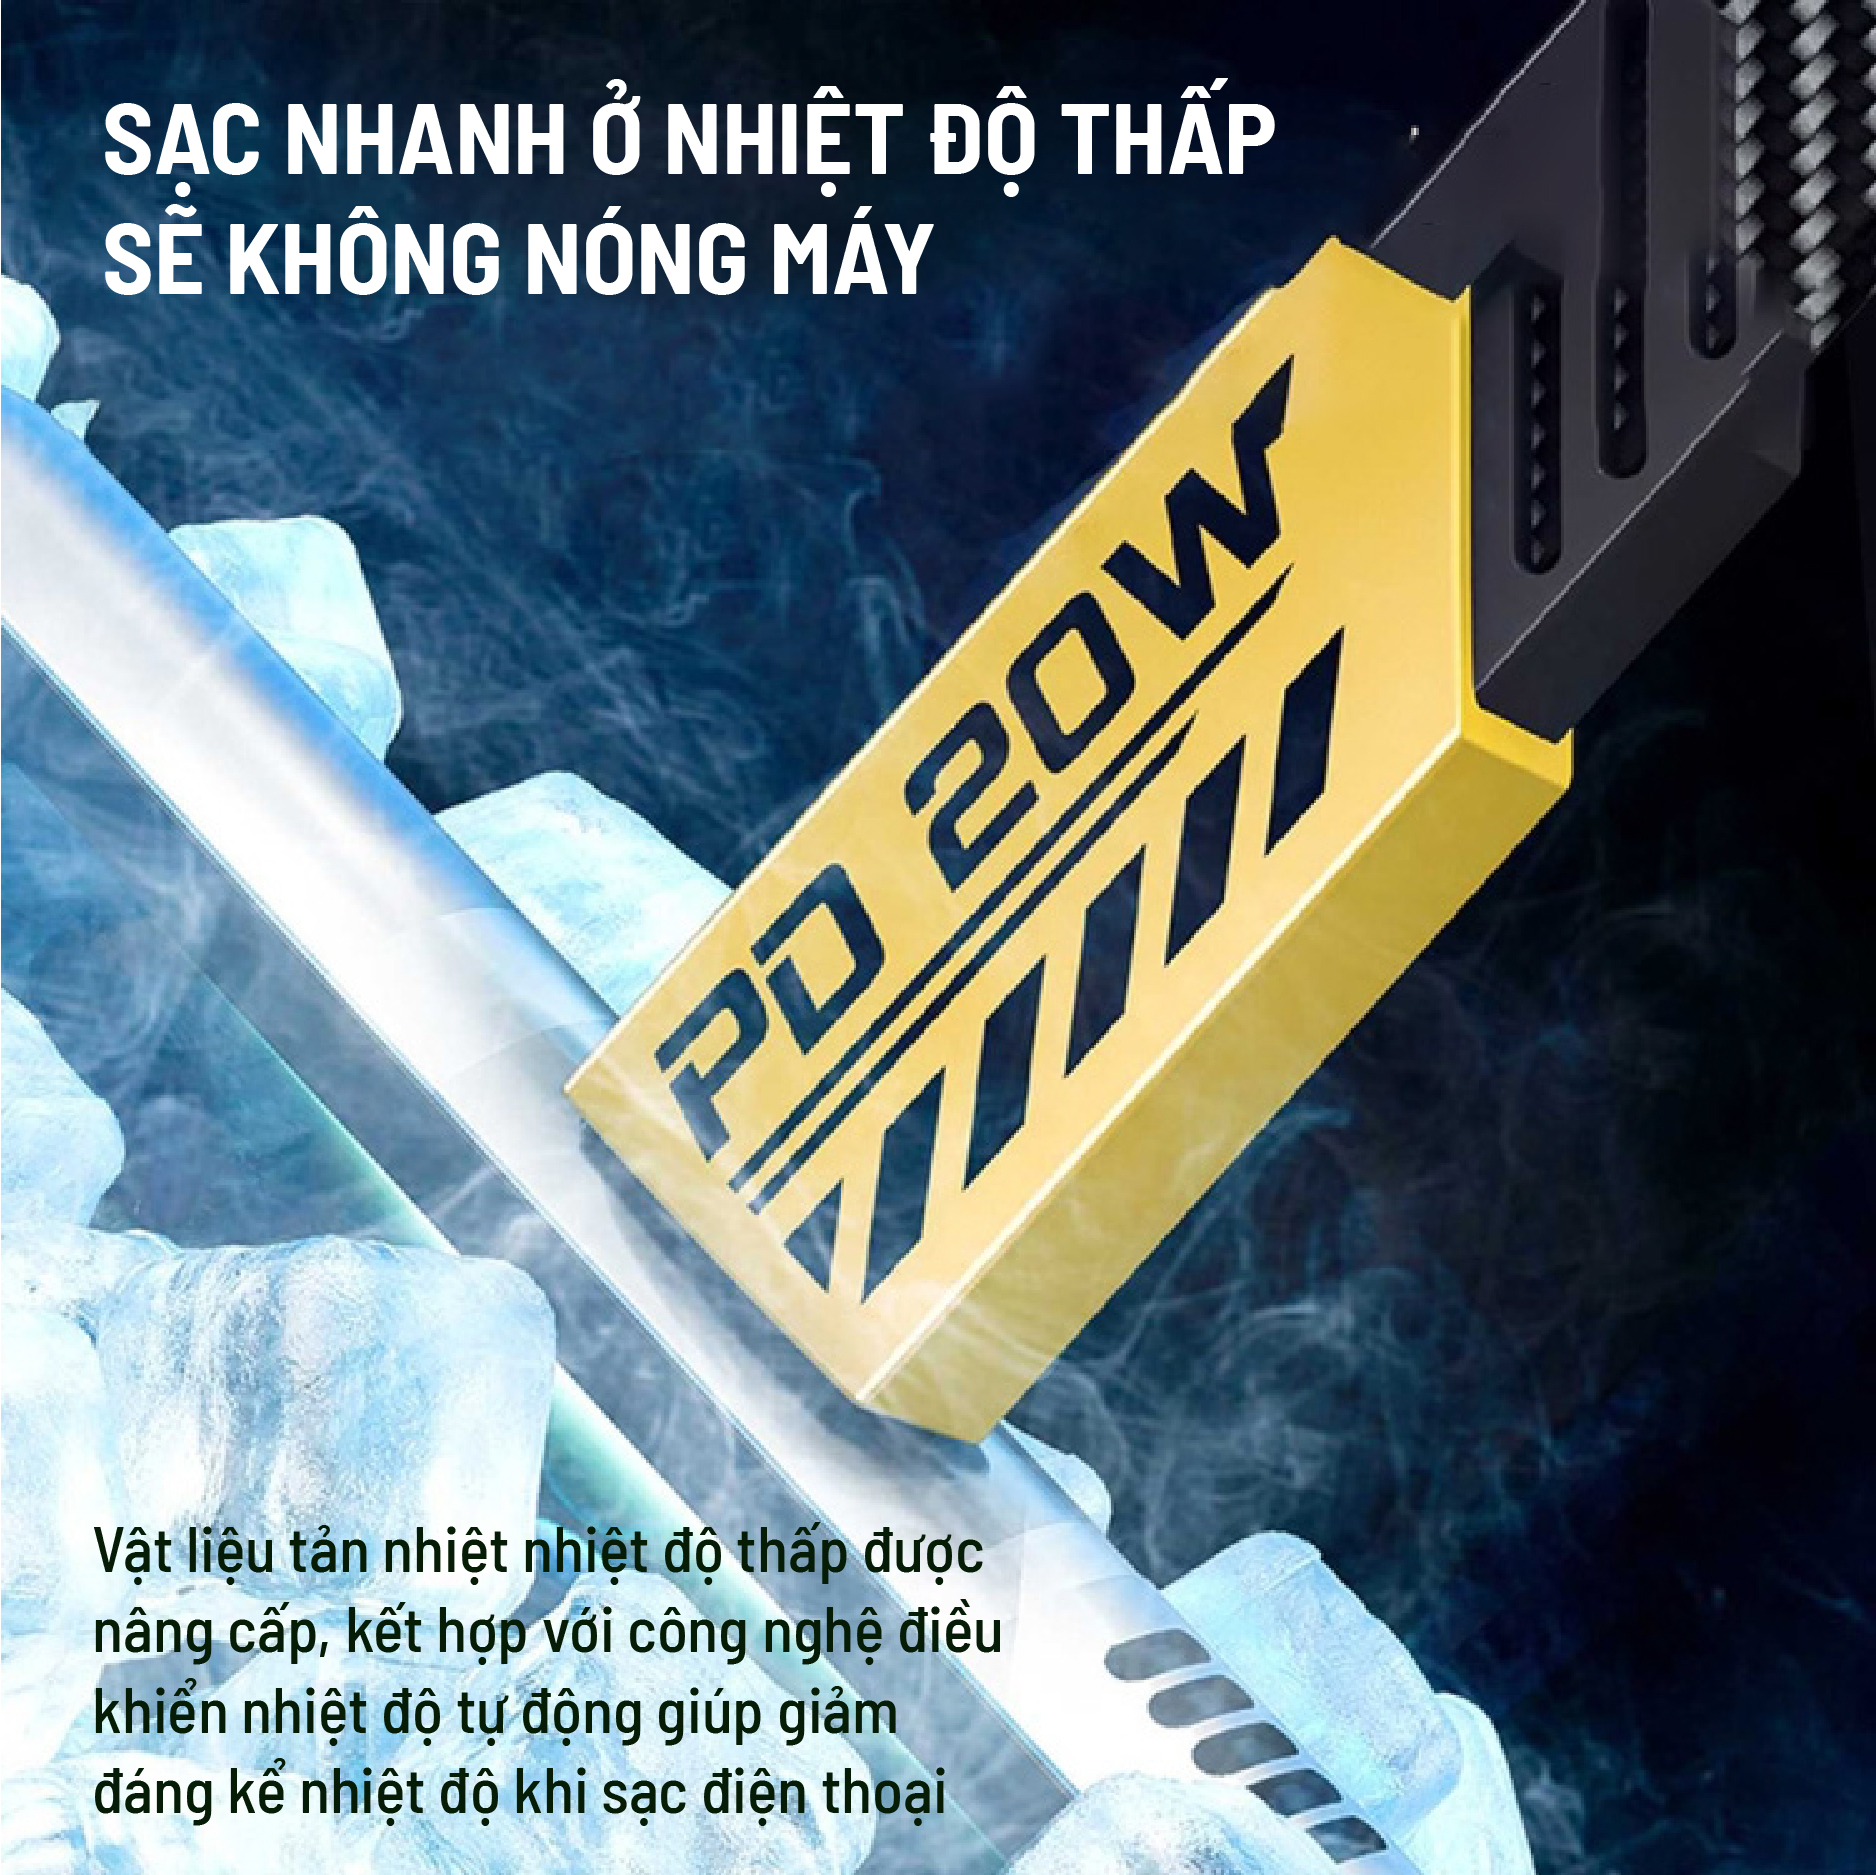 SẠC NHANH Ở NHIỆT ĐỘ THẤP
SẼ KHÔNG NÓNG MÁY
PD 20W
Vật liệu tản nhiệt nhiệt độ thấp được
nâng cấp, kết hợp với công nghệ điều
khiển nhiệt độ tự động giúp giảm
đáng kể nhiệt độ khi sạc điện thoại